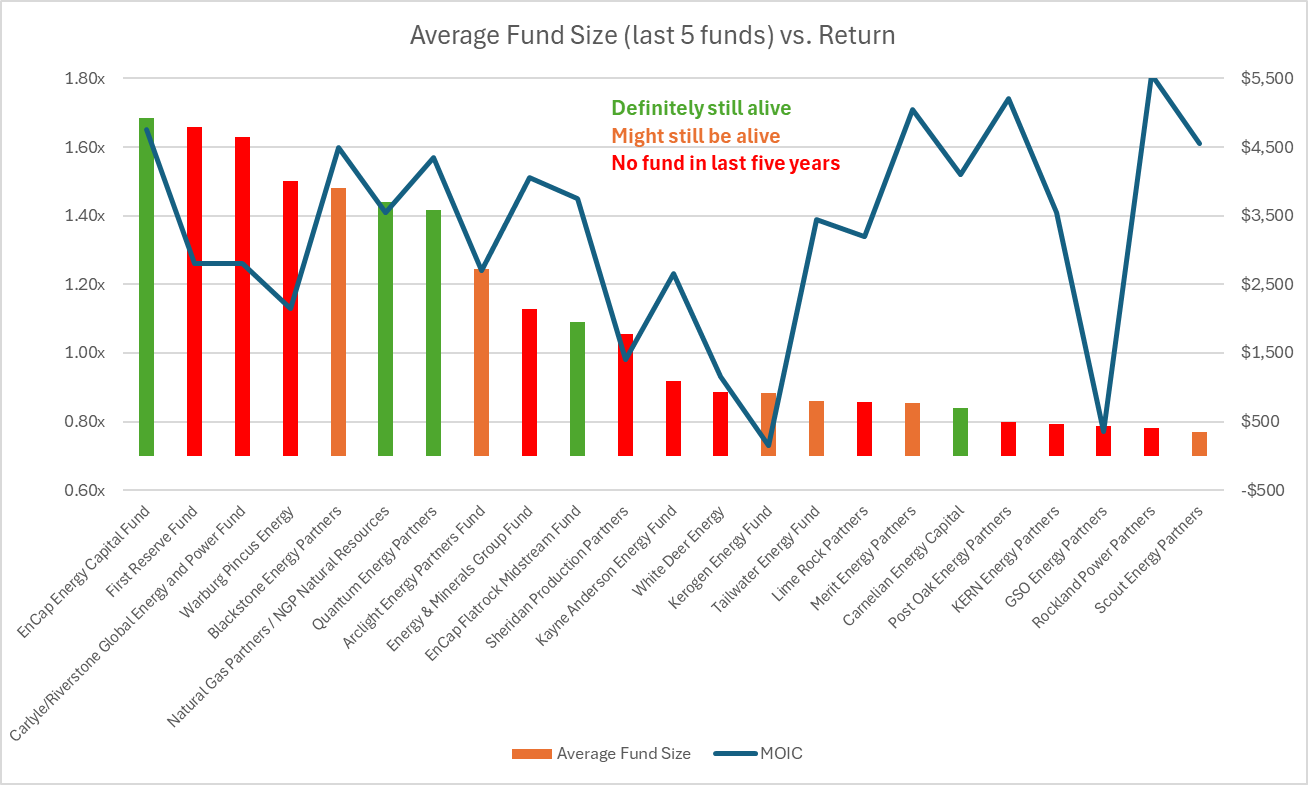 Average Fund Size (last 5 funds) vs. Return
1.80x
1.60x
1.40x
1.20x
1.00x
0.80x
0.60x
Definitely still alive
Might still be alive
No fund in last five years
$5,500
$4,500
$3,500
$2,500
$1,500
$500
-$500
EnCap Energy Capital Fund
First Reserve Fund
Carlyle/Riverstone Global Energy and Power Fund
Warburg Pincus Energy
Blackstone Energy Partners
Natural Gas Partners / NGP Natural Resources
Quantum Energy Partners
Arclight Energy Partners Fund
Energy & Minerals Group Fund
EnCap Flatrock Midstream Fund
Sheridan Production Partners
Kayne Anderson Energy Fund
White Deer Energy
Kerogen Energy Fund
Tailwater Energy Fund
Lime Rock Partners
Merit Energy Partners
Carnelian Energy Capital
Post Oak Energy Partners
KERN Energy Partners
GSO Energy Partners
Rockland Power Partners
Scout Energy Partners
Average Fund Size
MOIC